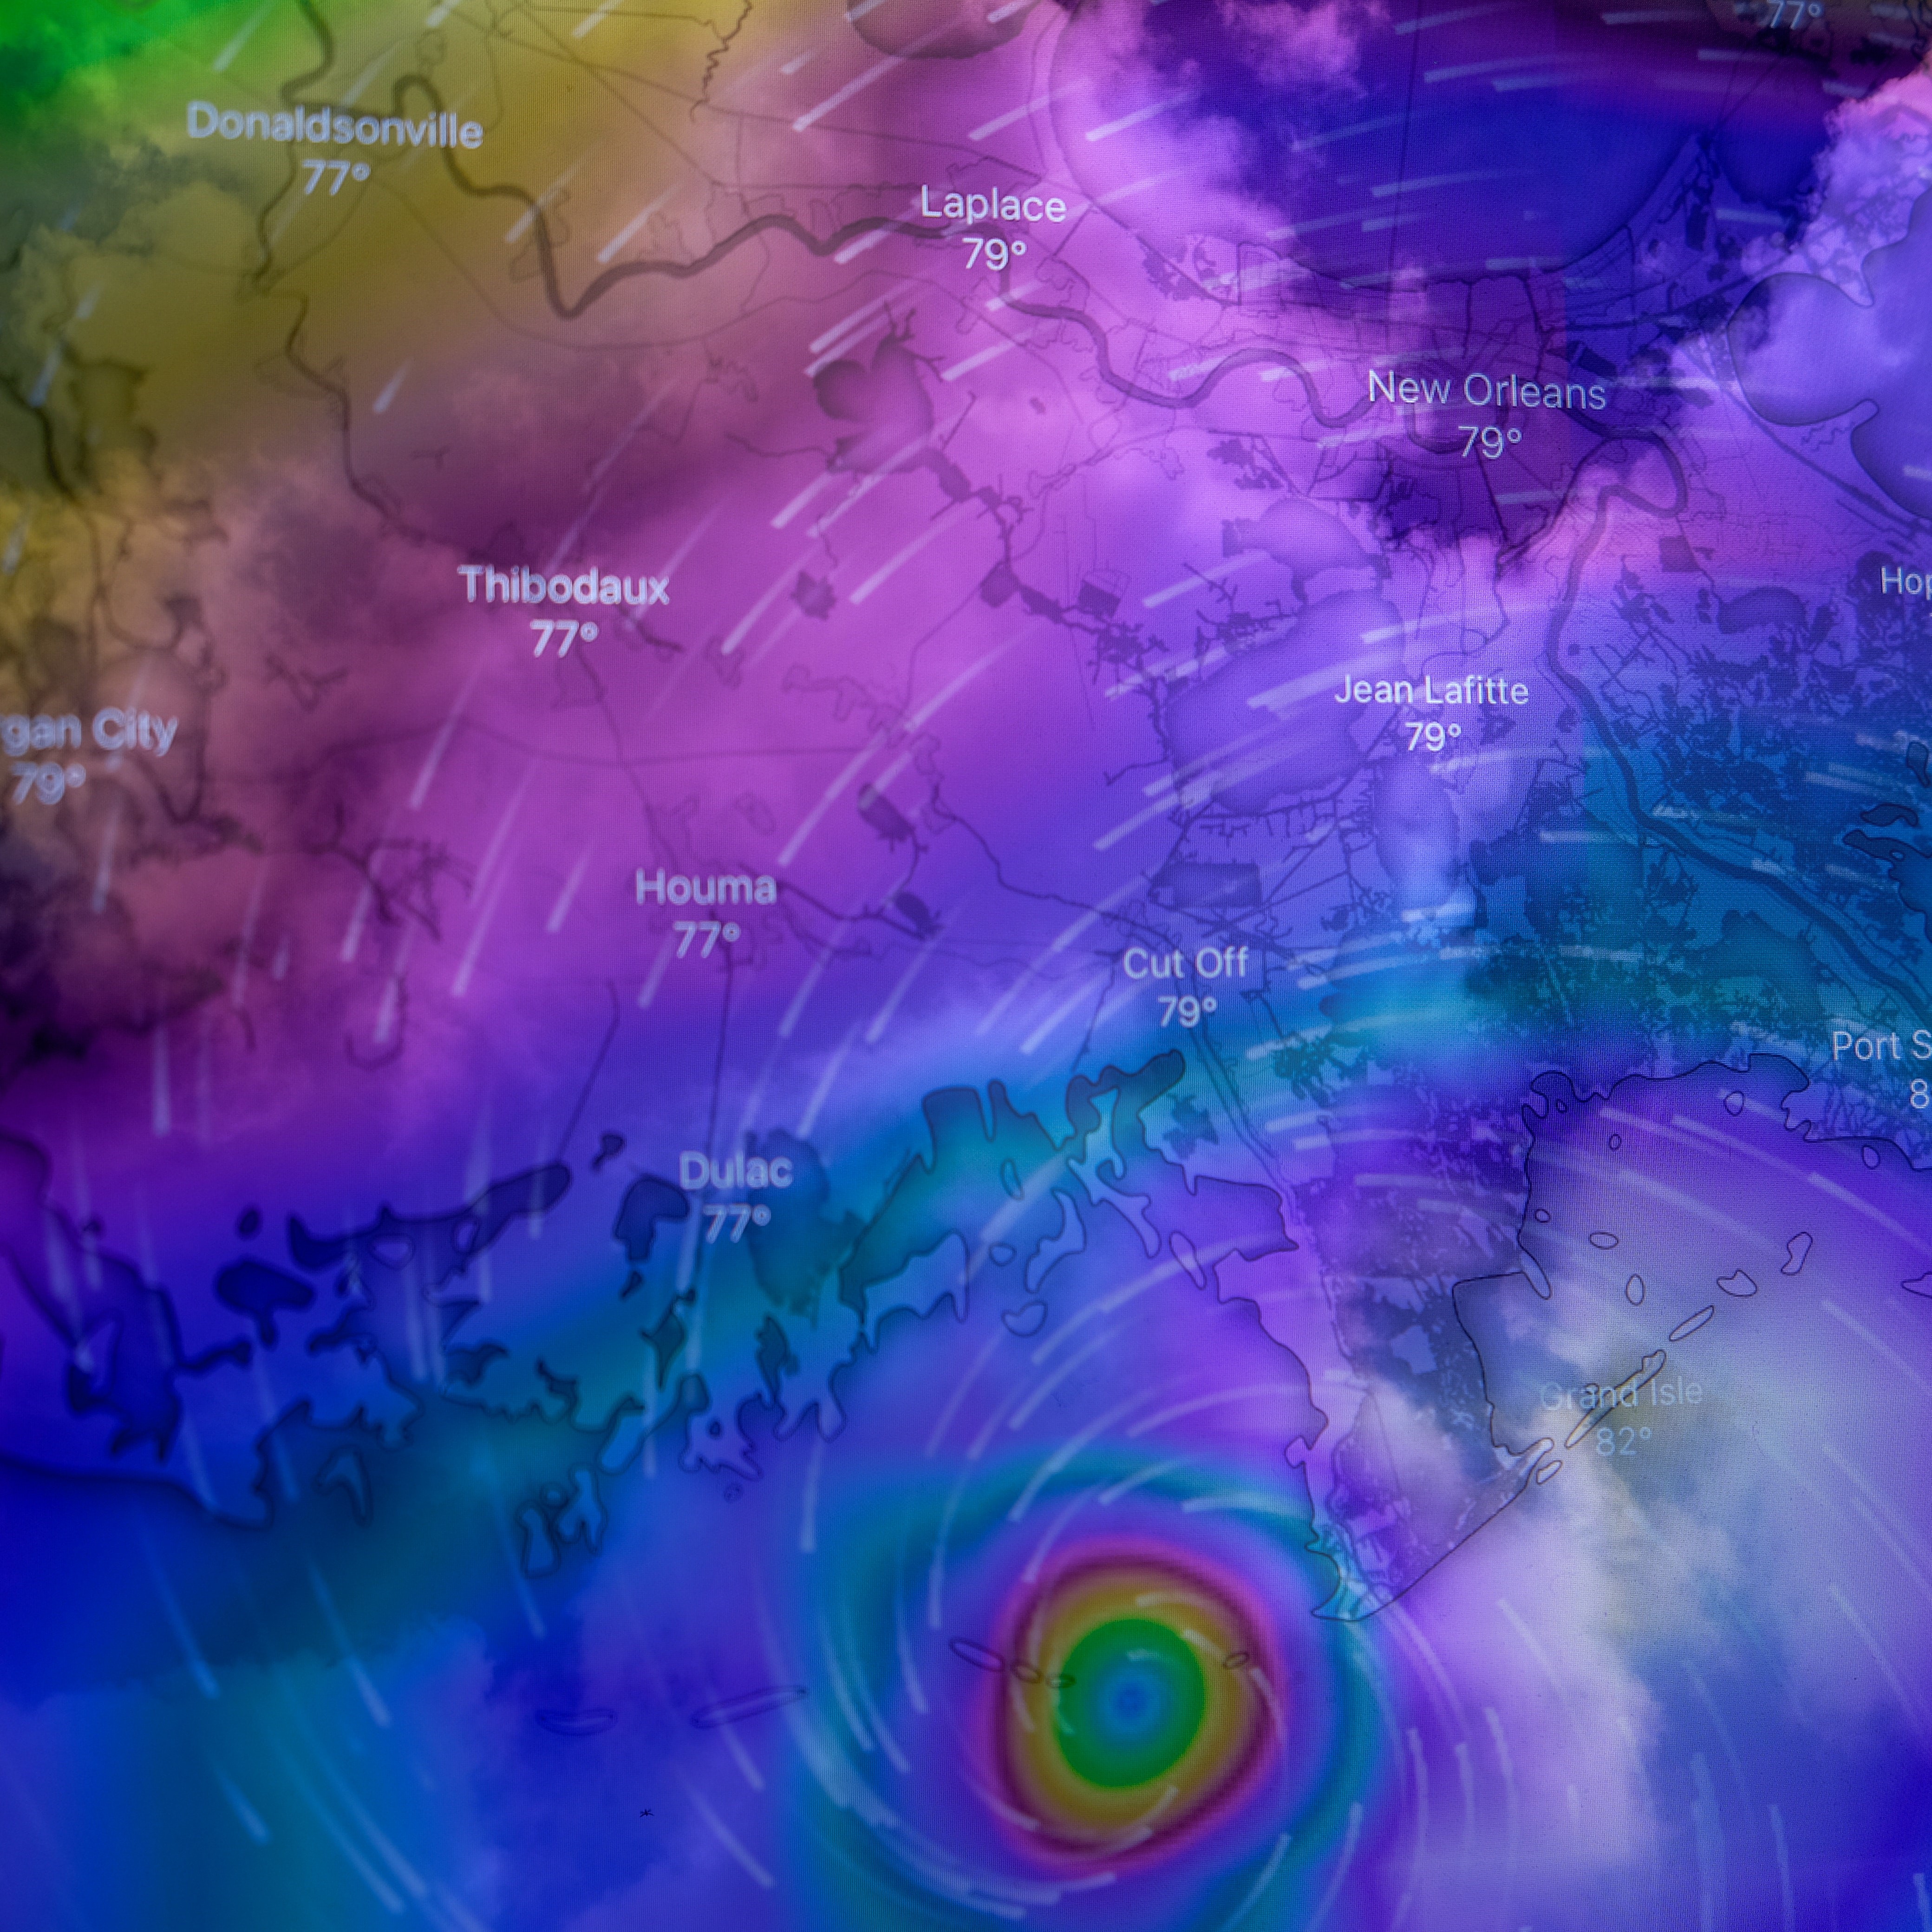 77°
Donaldsonville
77°
Laplace
79°
New Orleans
79°
Thibodaux
77°
Hop
Jean Lafitte
79°
gan City
79°
Houma
77°
Cut Off
79°
Port S
8
Dulac
77°
Grand Isle
82°